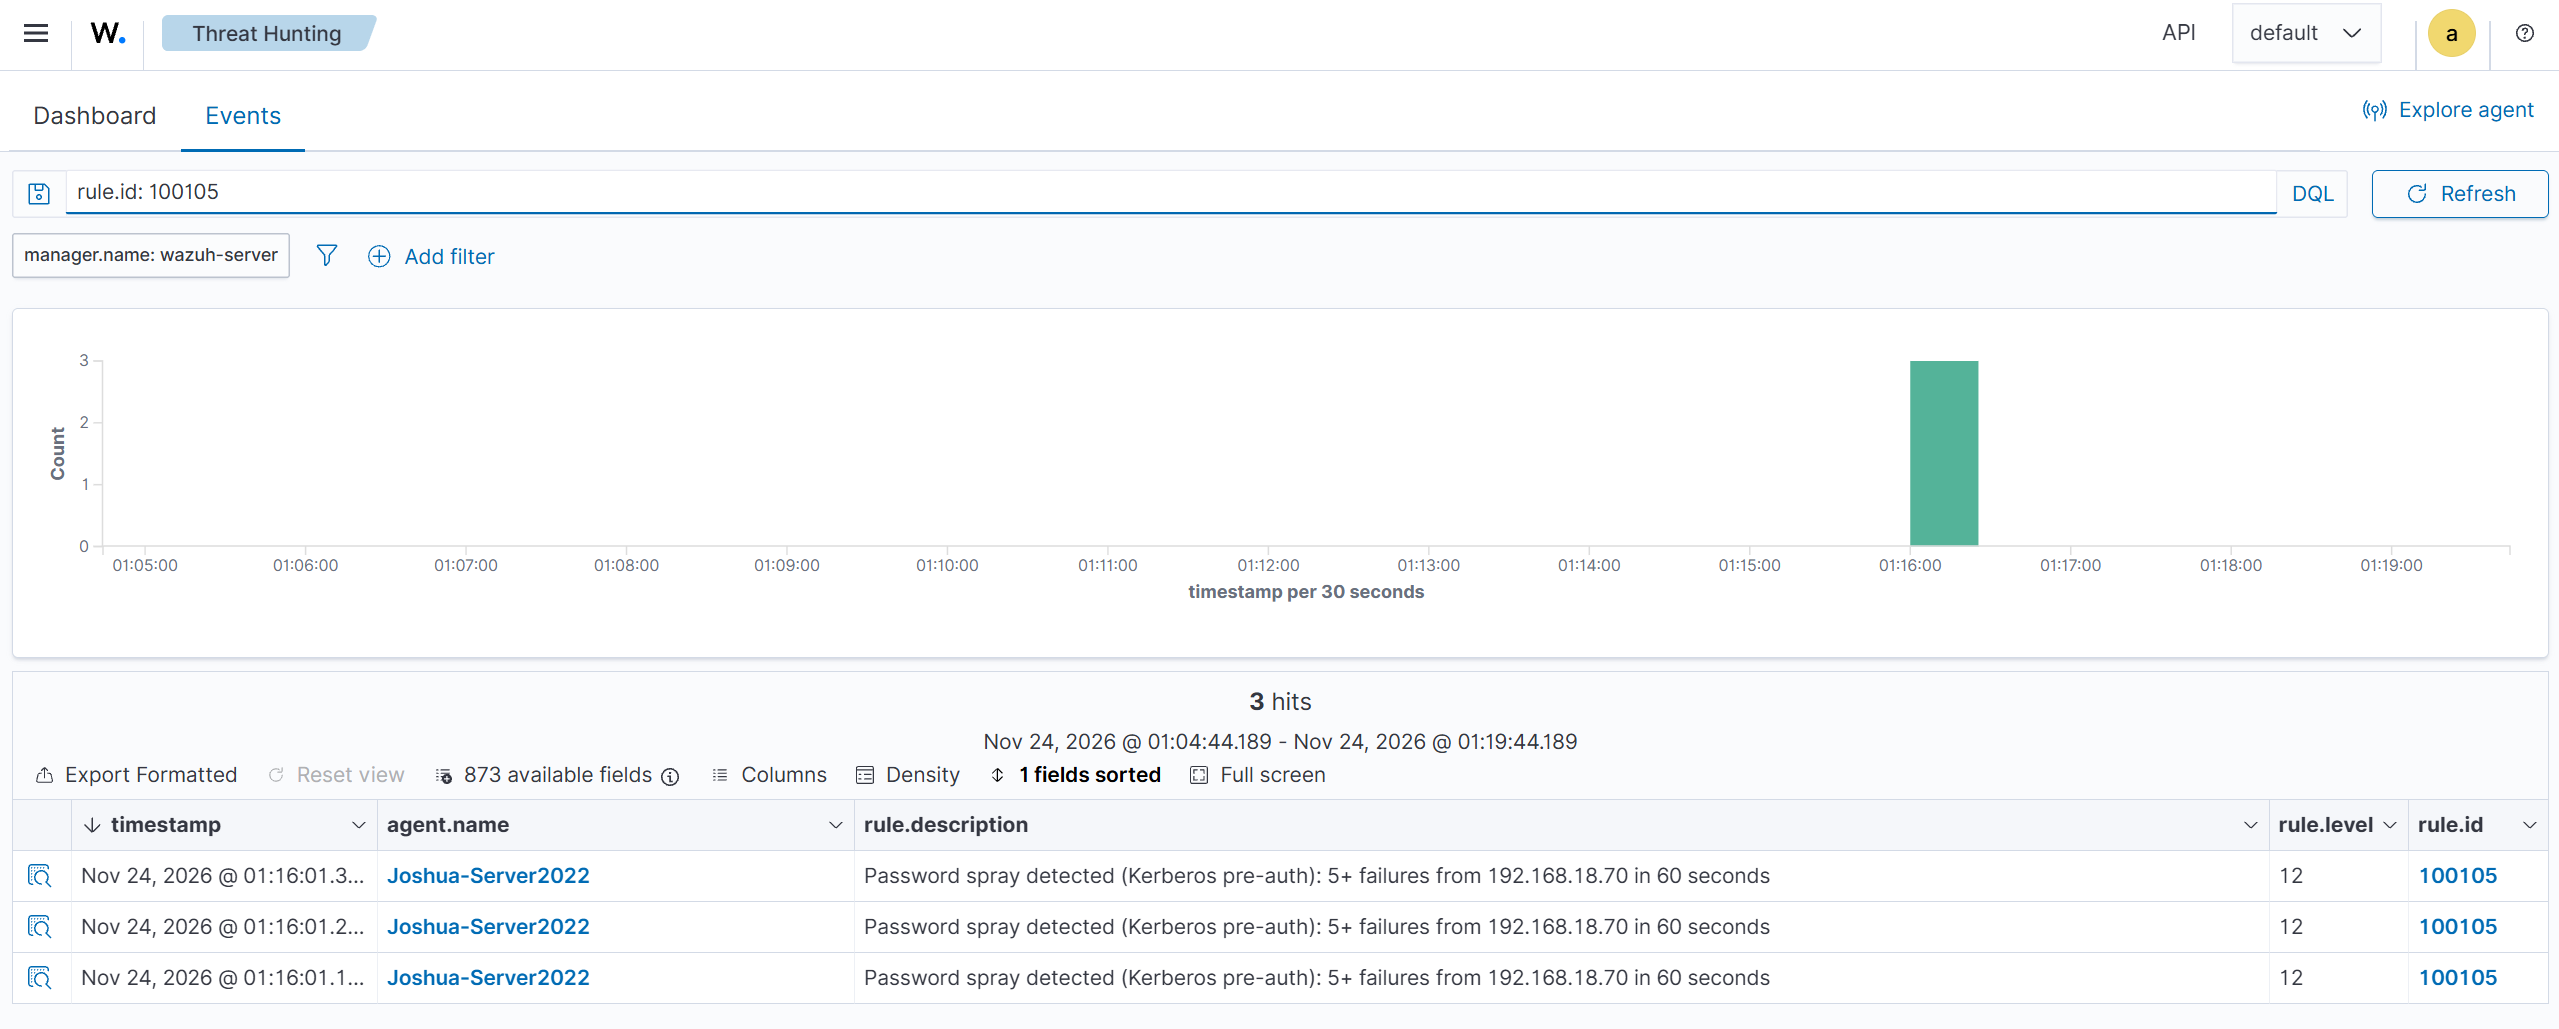 W. Threat Hunting API default a
Dashboard Events Explore agent
rule.id: 100105 DQL Refresh
manager.name: wazuh-server Add filter
3
2
1
0
Count
01:05:00 01:06:00 01:07:00 01:08:00 01:09:00 01:10:00 01:11:00 01:12:00 01:13:00 01:14:00 01:15:00 01:16:00 01:17:00 01:18:00 01:19:00
timestamp per 30 seconds
3 hits
Nov 24, 2026 @ 01:04:44.189 - Nov 24, 2026 @ 01:19:44.189
Export Formatted Reset view 873 available fields Columns Density 1 fields sorted Full screen
timestamp agent.name rule.description rule.level rule.id
Nov 24, 2026 @ 01:16:01.3... Joshua-Server2022 Password spray detected (Kerberos pre-auth): 5+ failures from 192.168.18.70 in 60 seconds 12 100105
Nov 24, 2026 @ 01:16:01.2... Joshua-Server2022 Password spray detected (Kerberos pre-auth): 5+ failures from 192.168.18.70 in 60 seconds 12 100105
Nov 24, 2026 @ 01:16:01.1... Joshua-Server2022 Password spray detected (Kerberos pre-auth): 5+ failures from 192.168.18.70 in 60 seconds 12 100105